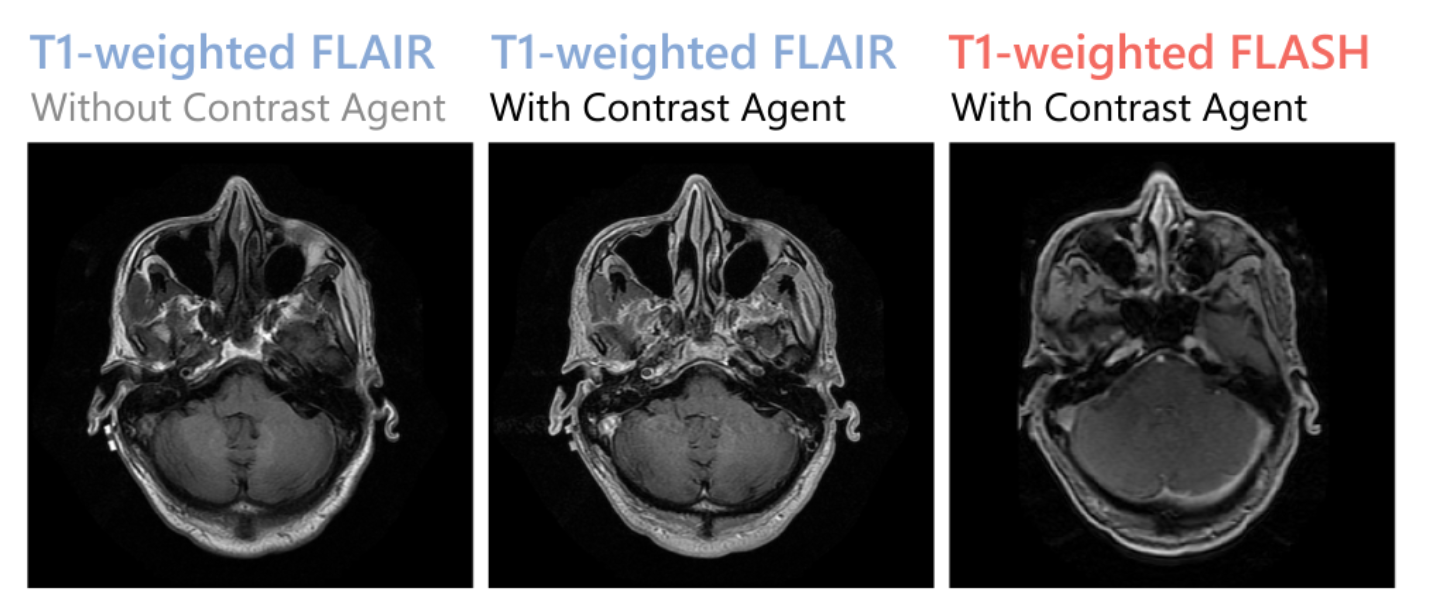 T1-weighted FLAIR
Without Contrast Agent
T1-weighted FLAIR
With Contrast Agent
T1-weighted FLASH
With Contrast Agent